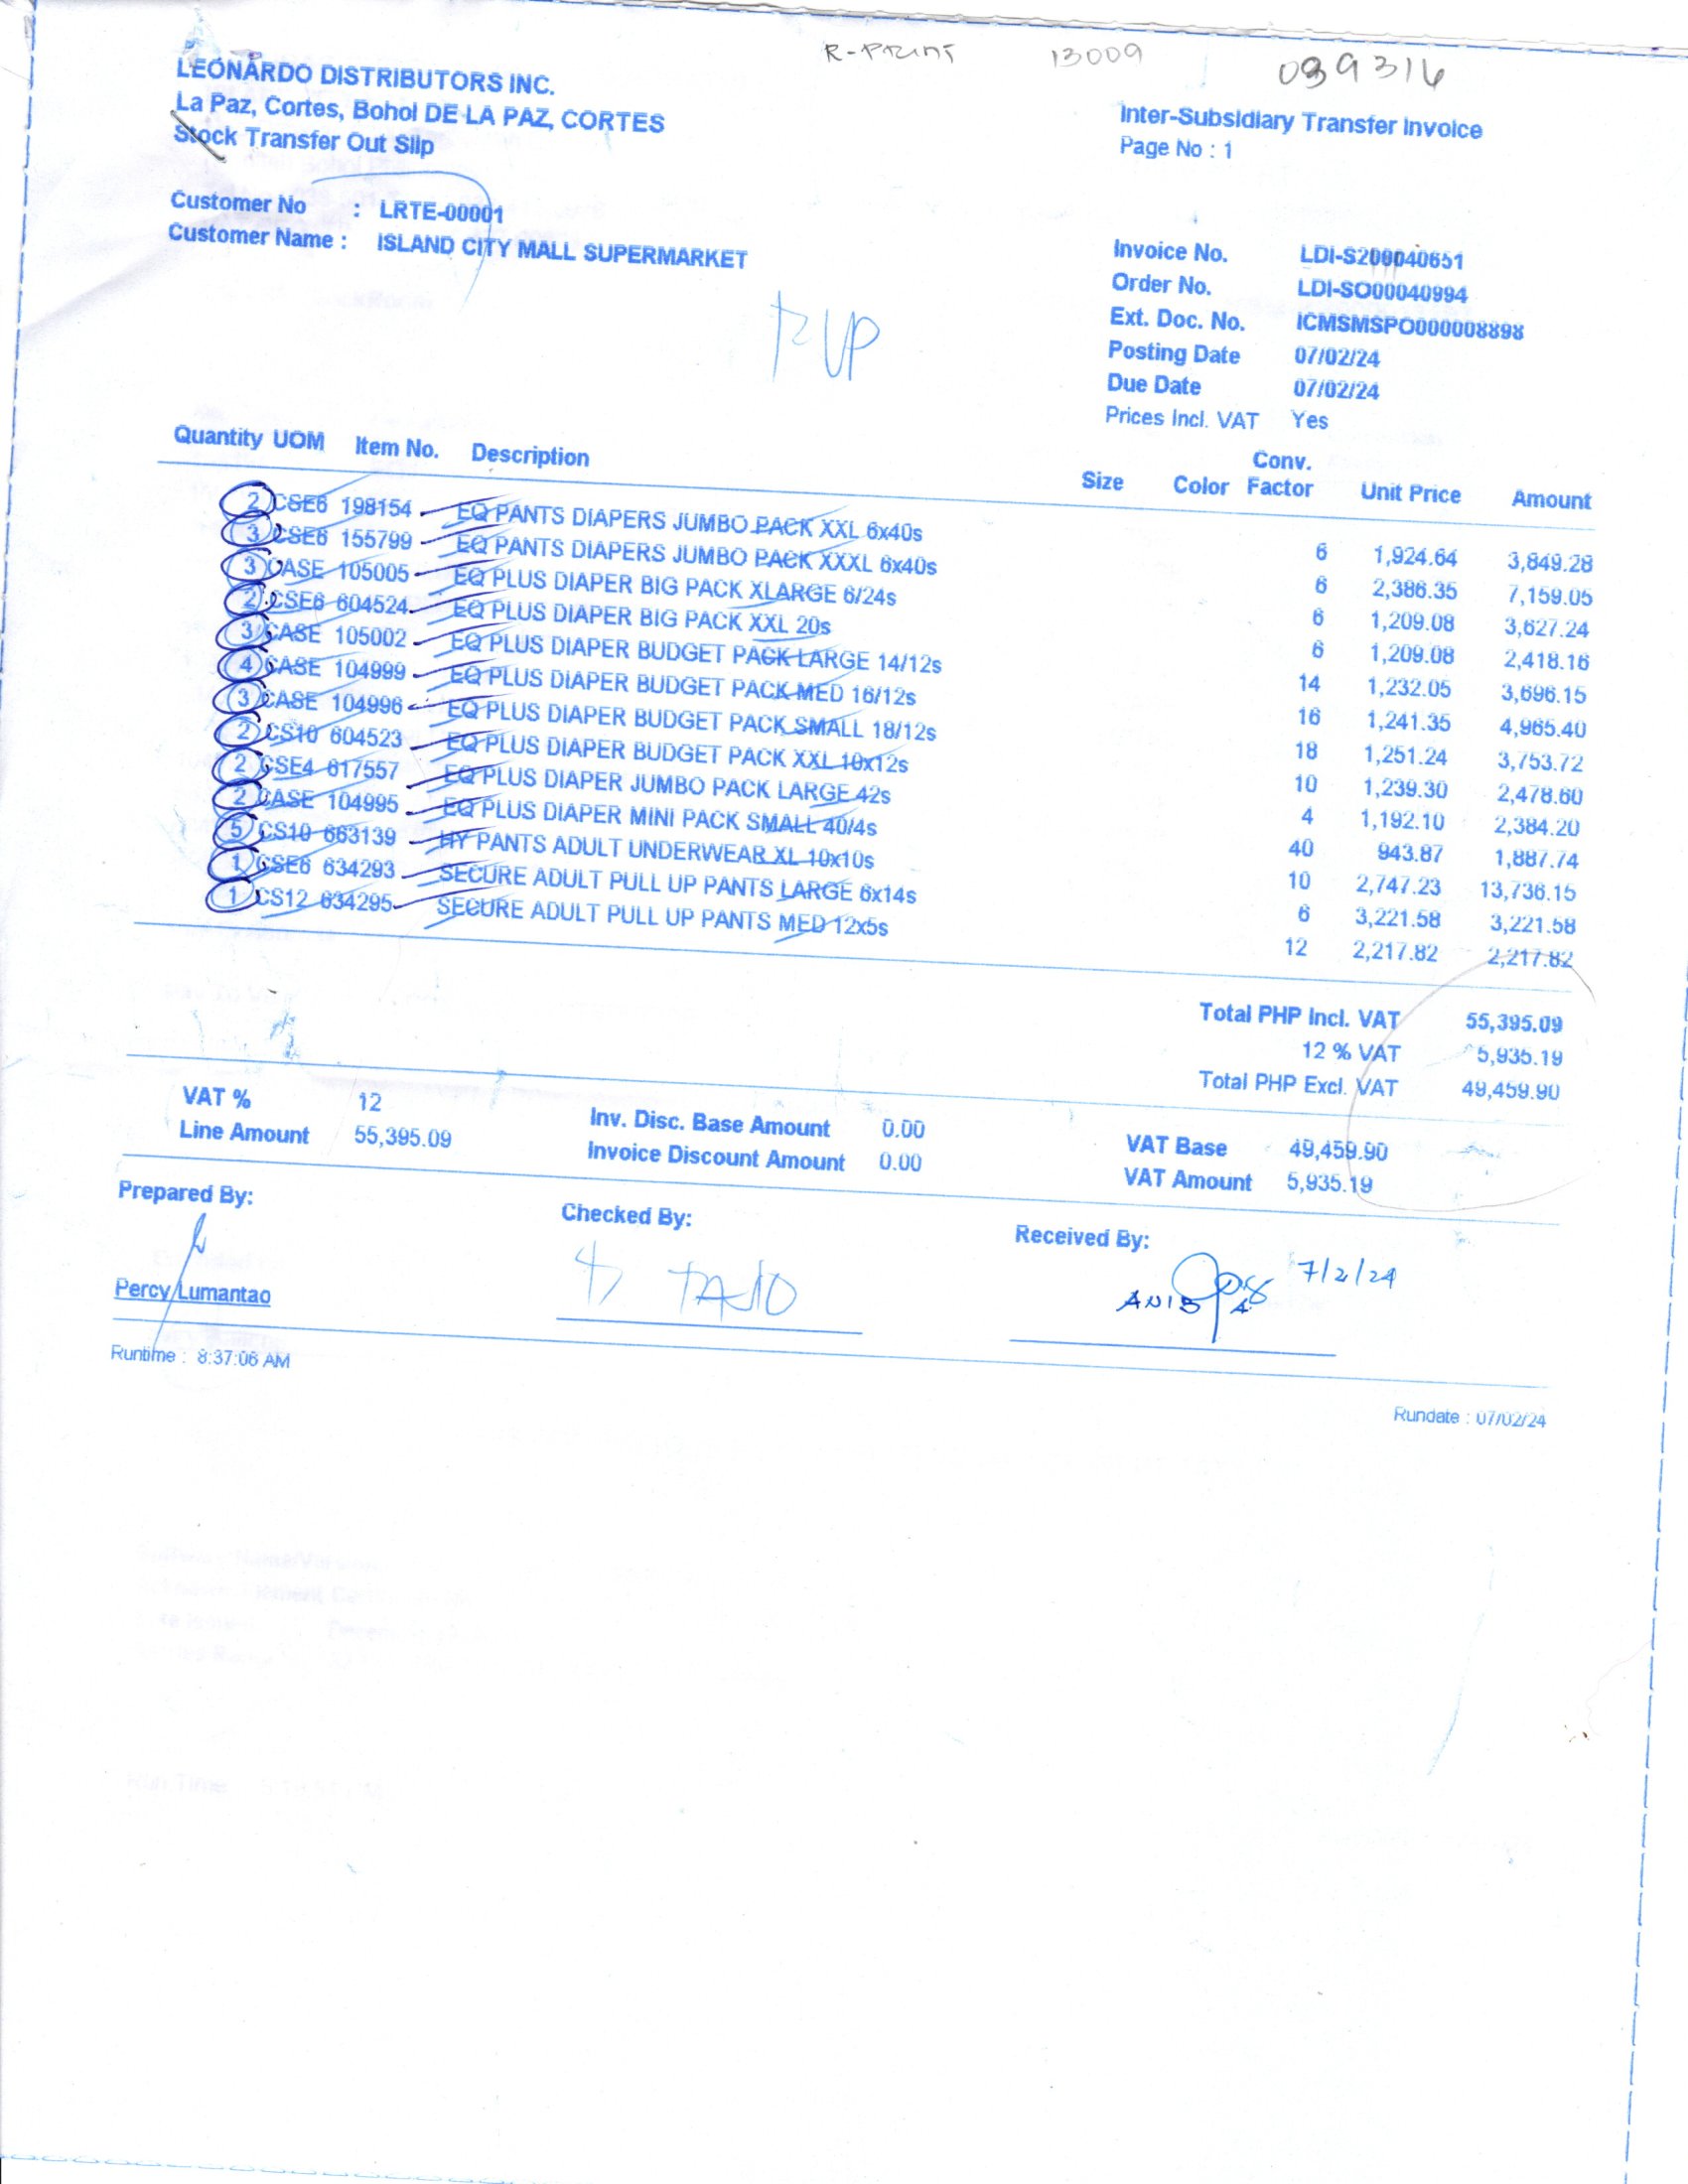 R-Print 13009 039316
LEONARDO DISTRIBUTORS INC.
La Paz, Cortes, Bohol DE LA PAZ, CORTES
Stock Transfer Out Slip
Inter-Subsidiary Transfer Invoice
Page No : 1
Customer No : LRTE-00001
Customer Name : ISLAND CITY MALL SUPERMARKET
Invoice No. LDI-S200040651
Order No. LDI-SO00040994
Ext. Doc. No. ICMSMSPO000008898
Posting Date 07/02/24
Due Date 07/02/24
Prices Incl. VAT Yes
Quantity UOM Item No. Description Size Color Conv. Factor Unit Price Amount
2 CSE6 198154 EQ PANTS DIAPERS JUMBO PACK XXL 6x40s 6 1,924.64 3,849.28
3 CSE6 155799 EQ PANTS DIAPERS JUMBO PACK XXXL 6x40s 6 2,386.35 7,159.05
3 CASE 105005 EQ PLUS DIAPER BIG PACK XLARGE 6/24s 6 1,209.08 3,627.24
2 CSE6 604524 EQ PLUS DIAPER BIG PACK XXL 20s 6 1,209.08 2,418.16
3 CASE 105002 EQ PLUS DIAPER BUDGET PACK LARGE 14/12s 14 1,232.05 3,696.15
4 CASE 104999 EQ PLUS DIAPER BUDGET PACK MED 16/12s 16 1,241.35 4,965.40
3 CASE 104996 EQ PLUS DIAPER BUDGET PACK SMALL 18/12s 18 1,251.24 3,753.72
2 CS10 604523 EQ PLUS DIAPER BUDGET PACK XXL 10x12s 10 1,239.30 2,478.60
2 CSE4 617557 EQ PLUS DIAPER JUMBO PACK LARGE 42s 4 1,192.10 2,384.20
2 CASE 104995 EQ PLUS DIAPER MINI PACK SMALL 40/4s 40 943.87 1,887.74
5 CS10 663139 HY PANTS ADULT UNDERWEAR XL 10x10s 10 2,747.23 13,736.15
1 CSE6 634293 SECURE ADULT PULL UP PANTS LARGE 6x14s 6 3,221.58 3,221.58
1 CS12 634295 SECURE ADULT PULL UP PANTS MED 12x5s 12 2,217.82 2,217.82
Total PHP Incl. VAT 55,395.09
12 % VAT 5,935.19
Total PHP Excl. VAT 49,459.90
VAT % 12 Inv. Disc. Base Amount 0.00 VAT Base 49,459.90
Line Amount 55,395.09 Invoice Discount Amount 0.00 VAT Amount 5,935.19
Prepared By: Checked By: Received By:
7/2/24
Percy Lumantao
Runtime : 8:37:06 AM
Rundate : 07/02/24